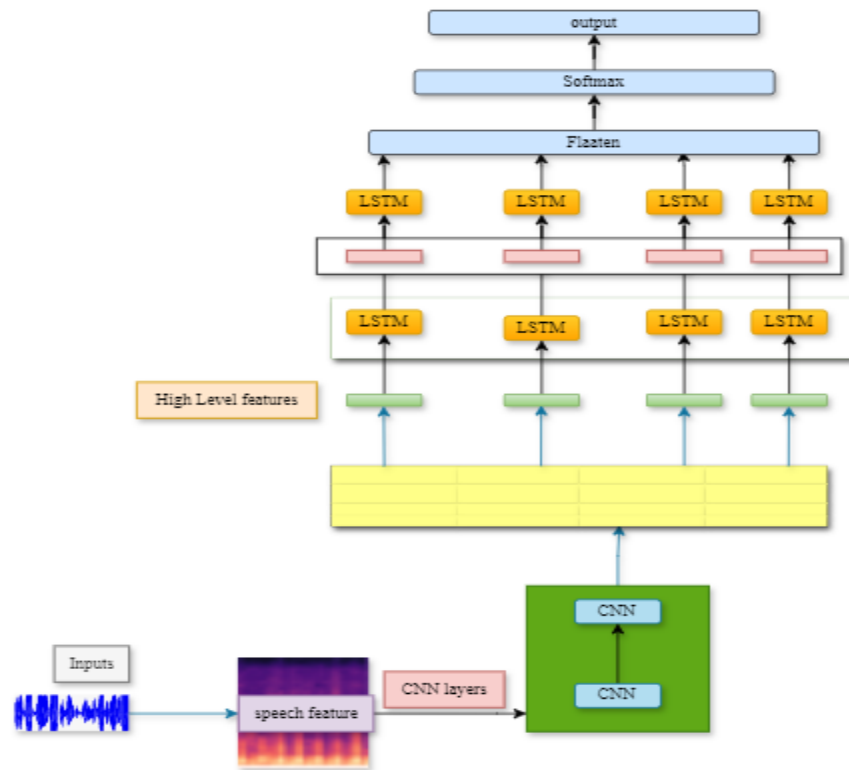 output
Softmax
Flaaten
LSTM LSTM LSTM LSTM
LSTM LSTM LSTM LSTM
High Level features
CNN
Inputs
CNN layers
CNN
speech feature